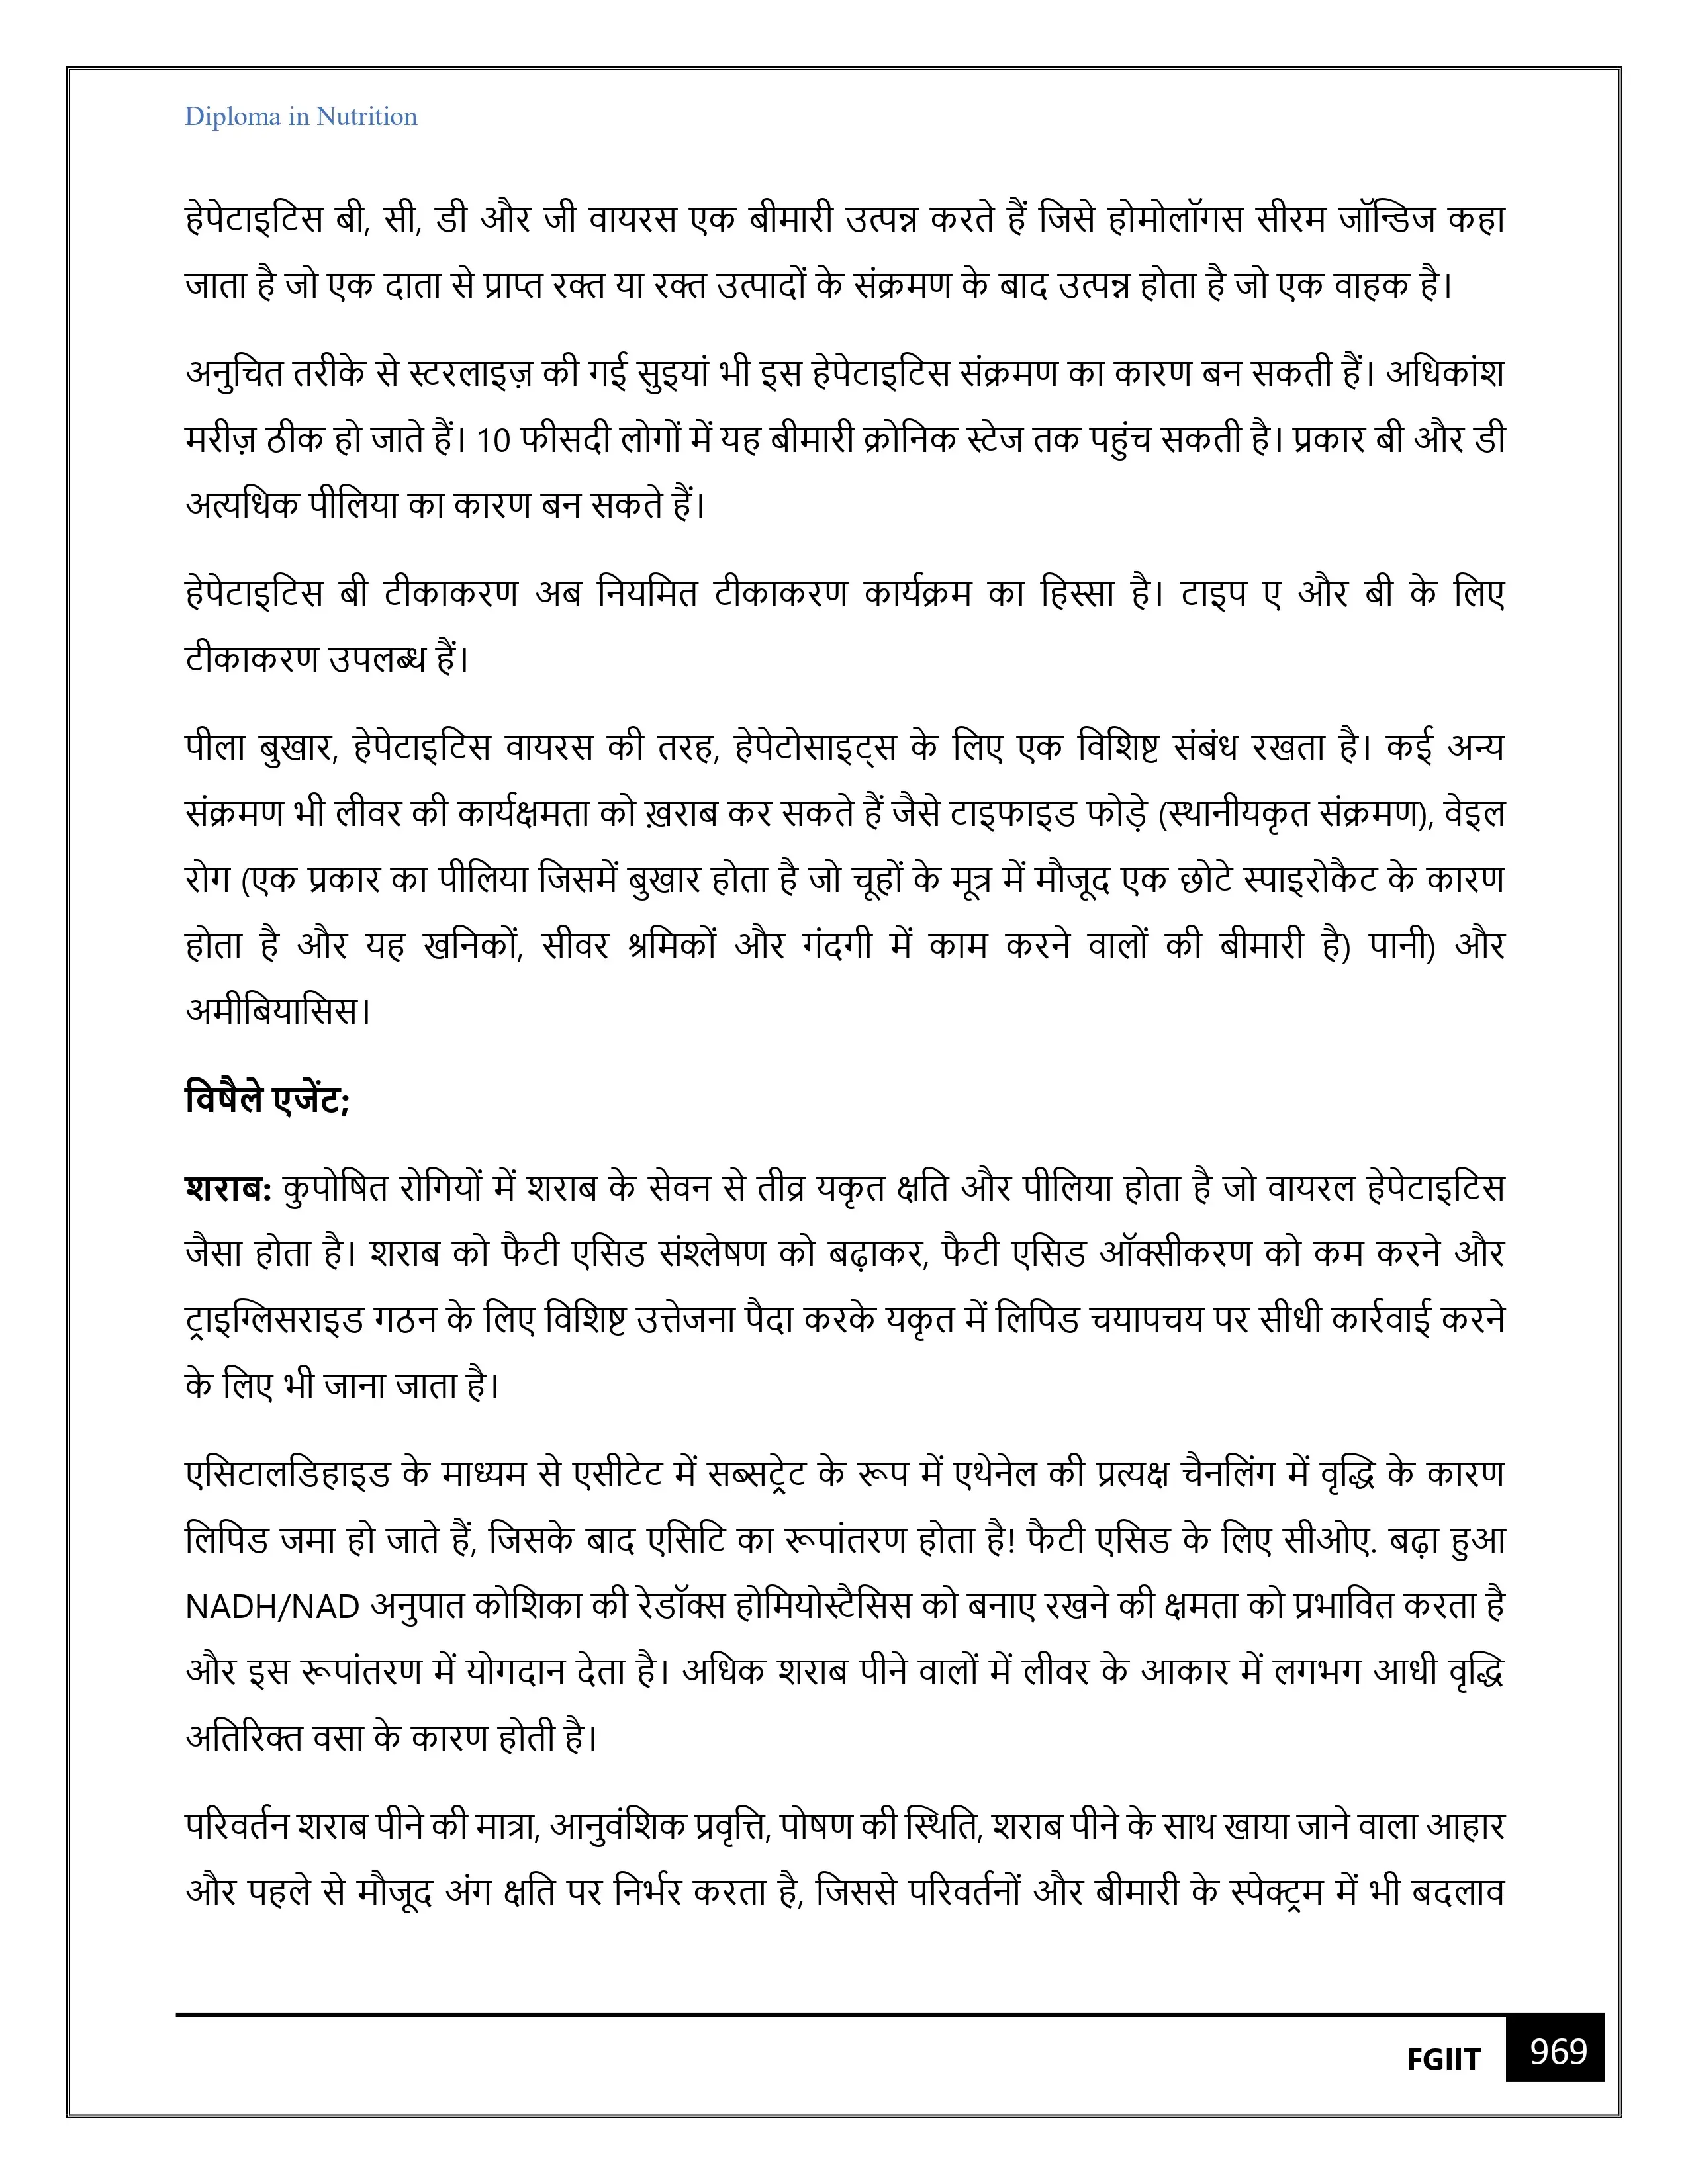 Diploma in Nutrition
हेपेटाइटिस बी, सी, डी और जी वायरस एक बीमारी उत्पन्न करते हैं जिसे होमोलॉगस सीरम जॉन्डिज कहा
जाता है जो एक दाता से प्राप्त रक्त या रक्त उत्पादों के संक्रमण के बाद उत्पन्न होता है जो एक वाहक है।
अनुचित तरीके से स्टरलाइज़ की गई सुइयां भी इस हेपेटाइटिस संक्रमण का कारण बन सकती हैं। अधिकांश
मरीज़ ठीक हो जाते हैं। 10 फीसदी लोगों में यह बीमारी क्रोनिक स्टेज तक पहुंच सकती है। प्रकार बी और डी
अत्यधिक पीलिया का कारण बन सकते हैं।
हेपेटाइटिस बी टीकाकरण अब नियमित टीकाकरण कार्यक्रम का हिस्सा है। टाइप ए और बी के लिए
टीकाकरण उपलब्ध हैं।
पीला बुखार, हेपेटाइटिस वायरस की तरह, हेपेटोसाइट्स के लिए एक विशिष्ट संबंध रखता है। कई अन्य
संक्रमण भी लीवर की कार्यक्षमता को ख़राब कर सकते हैं जैसे टाइफाइड फोड़े (स्थानीयकृत संक्रमण), वेइल
रोग (एक प्रकार का पीलिया जिसमें बुखार होता है जो चूहों के मूत्र में मौजूद एक छोटे स्पाइरोकैट के कारण
होता है और यह खनिकों, सीवर श्रमिकों और गंदगी में काम करने वालों की बीमारी है) पानी) और
अमीबियासिस।
विषैले एजेंट;
शराब: कुपोषित रोगियों में शराब के सेवन से तीव्र यकृत क्षति और पीलिया होता है जो वायरल हेपेटाइटिस
जैसा होता है। शराब को फैटी एसिड संश्लेषण को बढ़ाकर, फैटी एसिड ऑक्सीकरण को कम करने और
ट्राइग्लिसराइड गठन के लिए विशिष्ट उत्तेजना पैदा करके यकृत में लिपिड चयापचय पर सीधी कार्रवाई करने
के लिए भी जाना जाता है।
एसिटालडिहाइड के माध्यम से एसीटेट में सब्सट्रेट के रूप में एथेनेल की प्रत्यक्ष चैनलिंग में वृद्धि के कारण
लिपिड जमा हो जाते हैं, जिसके बाद एसिटि का रूपांतरण होता है! फैटी एसिड के लिए सीओए. बढ़ा हुआ
NADH/NAD अनुपात कोशिका की रेडॉक्स होमियोस्टैसिस को बनाए रखने की क्षमता को प्रभावित करता है
और इस रूपांतरण में योगदान देता है। अधिक शराब पीने वालों में लीवर के आकार में लगभग आधी वृद्धि
अतिरिक्त वसा के कारण होती है।
परिवर्तन शराब पीने की मात्रा, आनुवंशिक प्रवृत्ति, पोषण की स्थिति, शराब पीने के साथ खाया जाने वाला आहार
और पहले से मौजूद अंग क्षति पर निर्भर करता है, जिससे परिवर्तनों और बीमारी के स्पेक्ट्रम में भी बदलाव
FGIIT 969